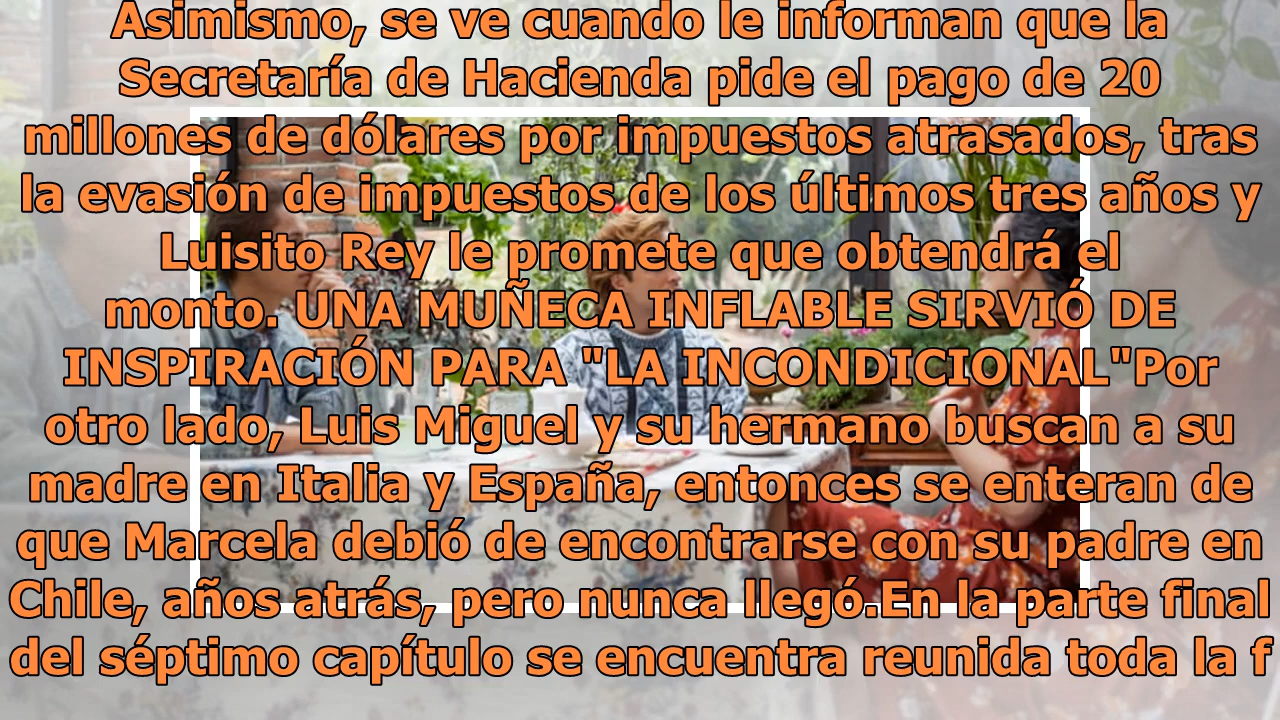 Asimismo, se ve cuando le informan que la
Secretaría de Hacienda pide el pago de 20
millones de dólares por impuestos atrasados, tras
la evasión de impuestos de los últimos tres años y
Luisito Rey le promete que obtendrá el
monto. UNA MUÑECA INFLABLE SIRVIÓ DE
INSPIRACIÓN PARA "LA INCONDICIONAL"Por
otro lado, Luis Miguel y su hermano buscan a su
madre en Italia y España, entonces se enteran de
que Marcela debió de encontrarse con su padre en
Chile, años atrás, pero nunca llegó.En la parte final
del séptimo capítulo se encuentra reunida toda la f